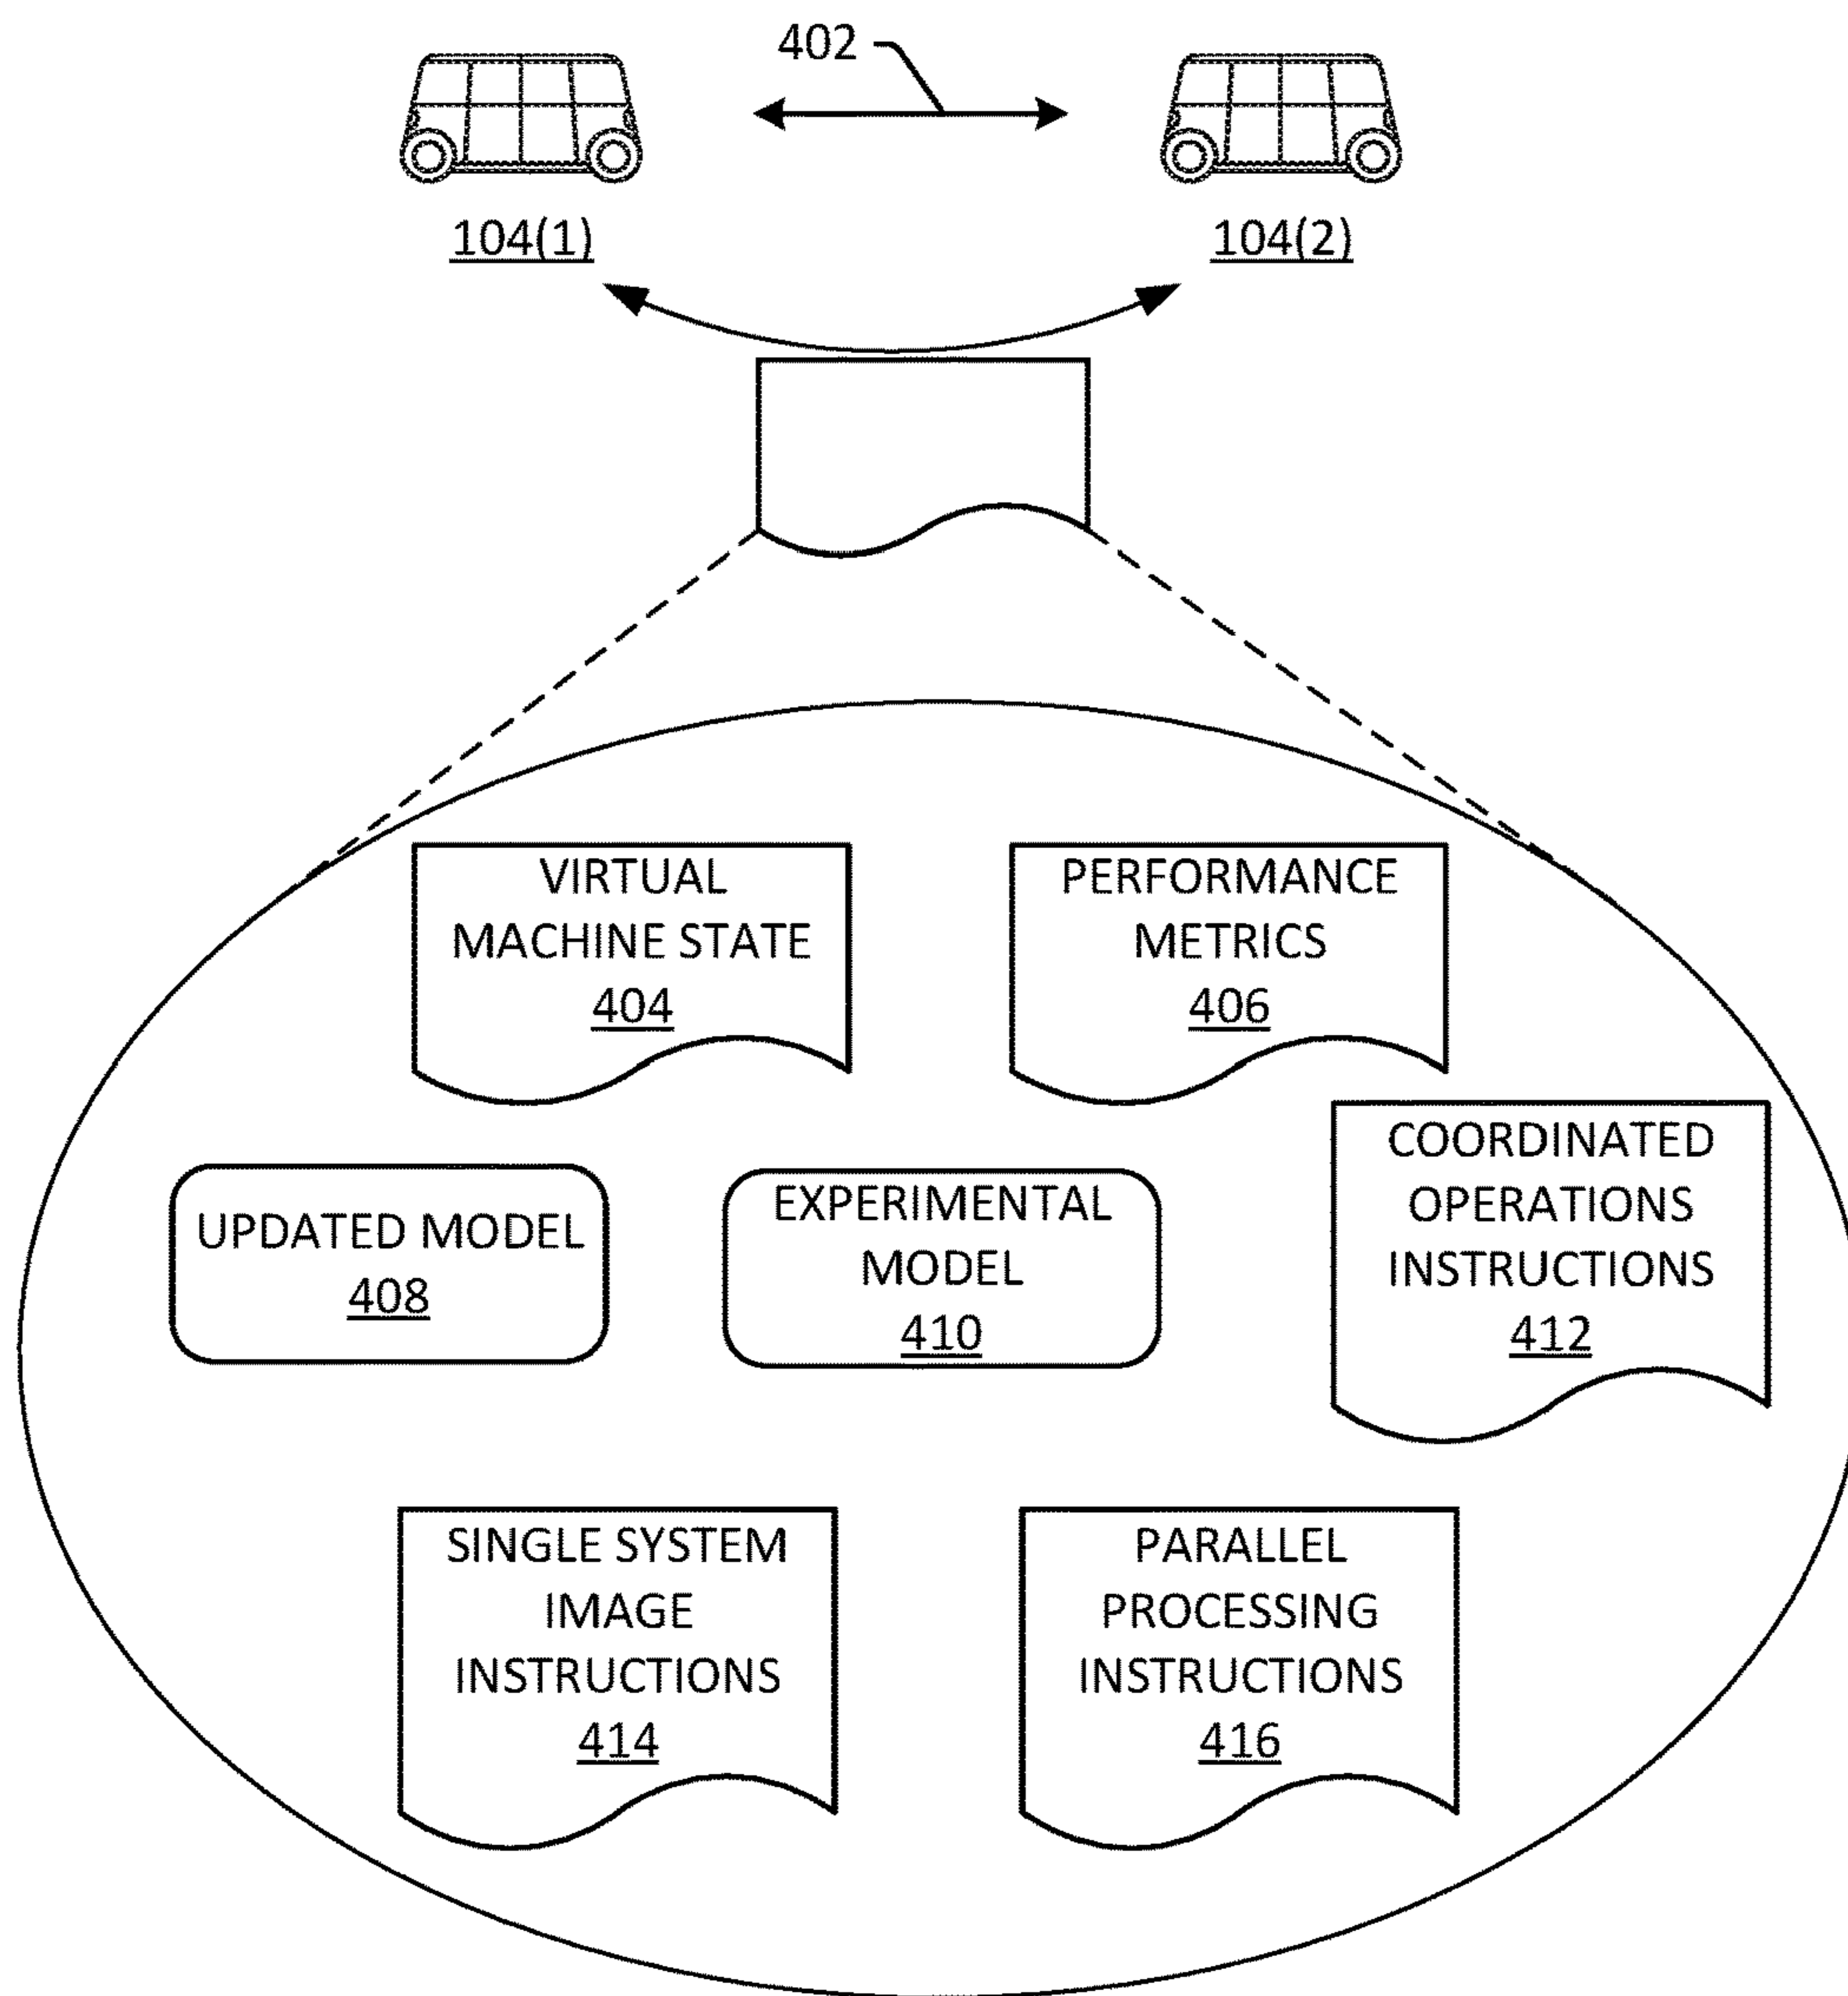 402
104(1)
104(2)
VIRTUAL
MACHINE STATE
404
PERFORMANCE
METRICS
406
UPDATED MODEL
408
EXPERIMENTAL
MODEL
410
COORDINATED
OPERATIONS
INSTRUCTIONS
412
SINGLE SYSTEM
IMAGE
INSTRUCTIONS
414
PARALLEL
PROCESSING
INSTRUCTIONS
416